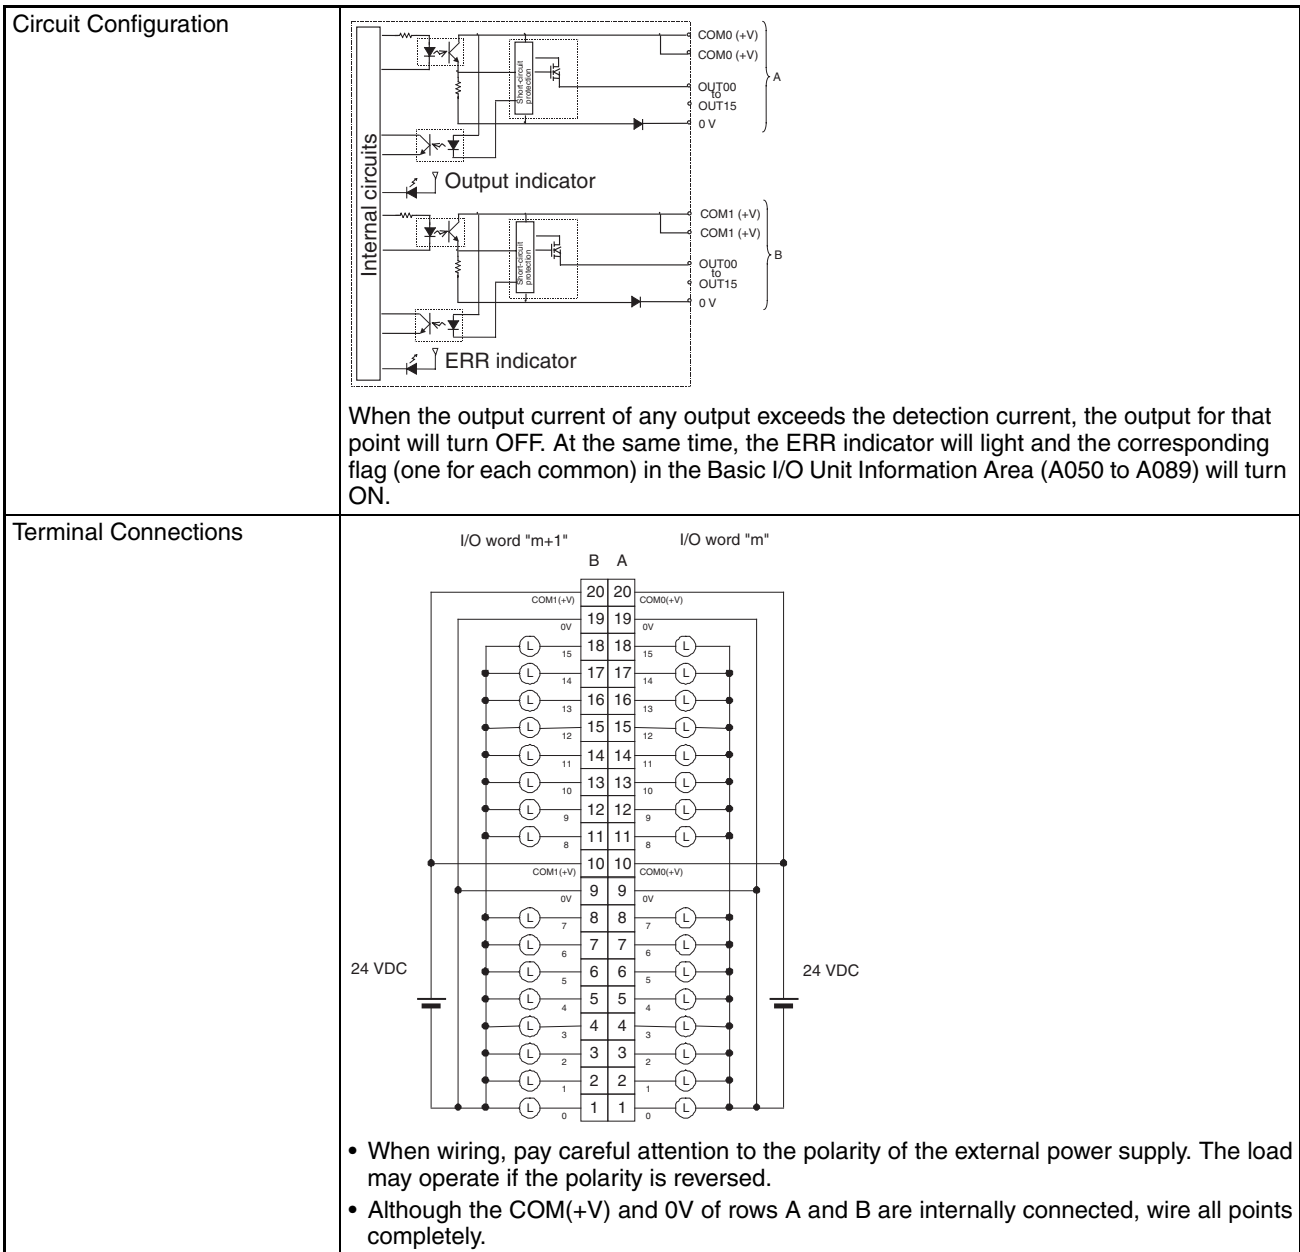 Circuit Configuration
Internal circuits
Short-circuit
protection
COM0 (+V)
COM0 (+V)
OUT00
to
OUT15
0 V
A
Output indicator
Short-circuit
protection
COM1 (+V)
COM1 (+V)
OUT00
to
OUT15
0 V
B
ERR indicator
When the output current of any output exceeds the detection current, the output for that
point will turn OFF. At the same time, the ERR indicator will light and the corresponding
flag (one for each common) in the Basic I/O Unit Information Area (A050 to A089) will turn
ON.
Terminal Connections
I/O word "m+1" I/O word "m"
B A
COM1(+V) 20 20 COM0(+V)
0V 19 19 0V
L 15 18 18 15 L
L 14 17 17 14 L
L 13 16 16 13 L
L 12 15 15 12 L
L 11 14 14 11 L
L 10 13 13 10 L
L 9 12 12 9 L
L 8 11 11 8 L
COM1(+V) 10 10 COM0(+V)
0V 9 9 0V
L 7 8 8 7 L
L 6 7 7 6 L
24 VDC L 5 6 6 5 L 24 VDC
L 4 5 5 4 L
L 3 4 4 3 L
L 2 3 3 2 L
L 1 2 2 1 L
L 0 1 1 0 L
• When wiring, pay careful attention to the polarity of the external power supply. The load
may operate if the polarity is reversed.
• Although the COM(+V) and 0V of rows A and B are internally connected, wire all points
completely.